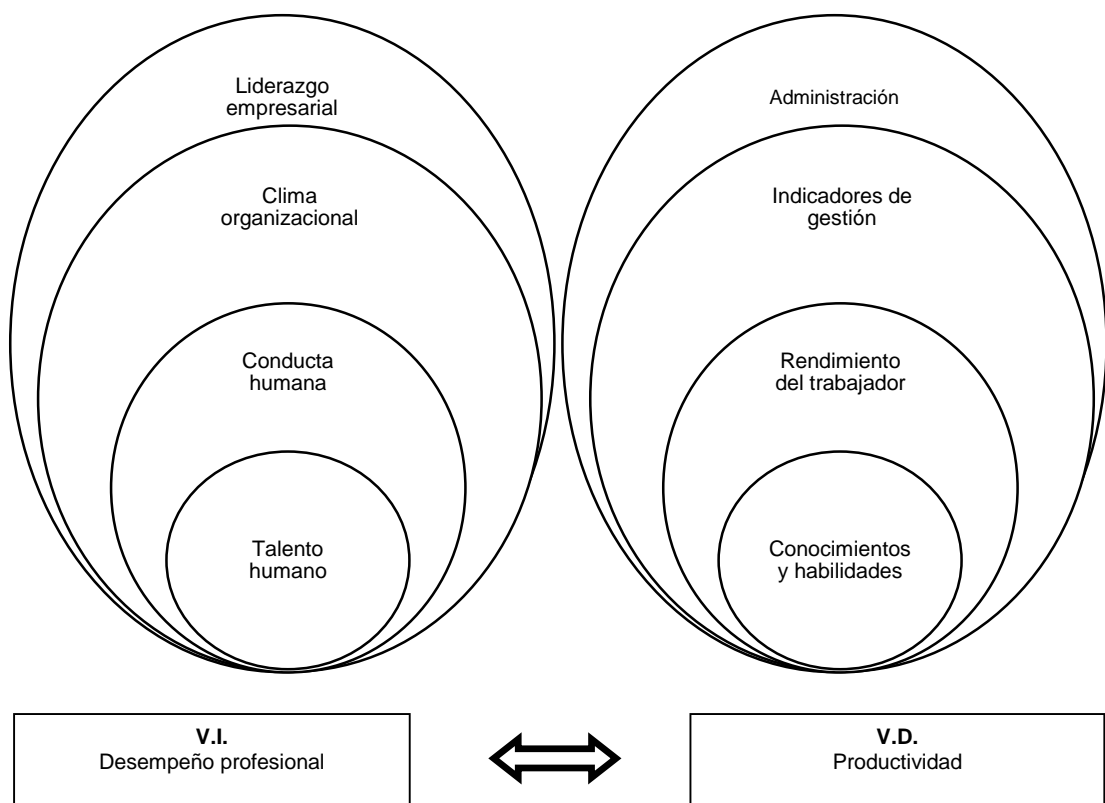 Liderazgo
empresarial
Clima
organizacional
Conducta
humana
Talento
humano
Administración
Indicadores de
gestión
Rendimiento
del trabajador
Conocimientos
y habilidades
V.I.
Desempeño profesional
V.D.
Productividad